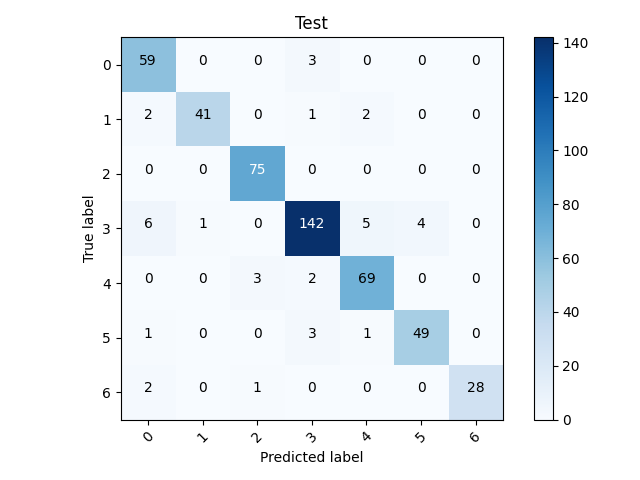 Test
0 59 0 0 3 0 0 0
1 2 41 0 1 2 0 0
2 0 0 75 0 0 0 0
3 6 1 0 142 5 4 0
4 0 0 3 2 69 0 0
5 1 0 0 3 1 49 0
6 2 0 1 0 0 0 28
0 1 2 3 4 5 6
Predicted label
True label
140
120
100
80
60
40
20
0